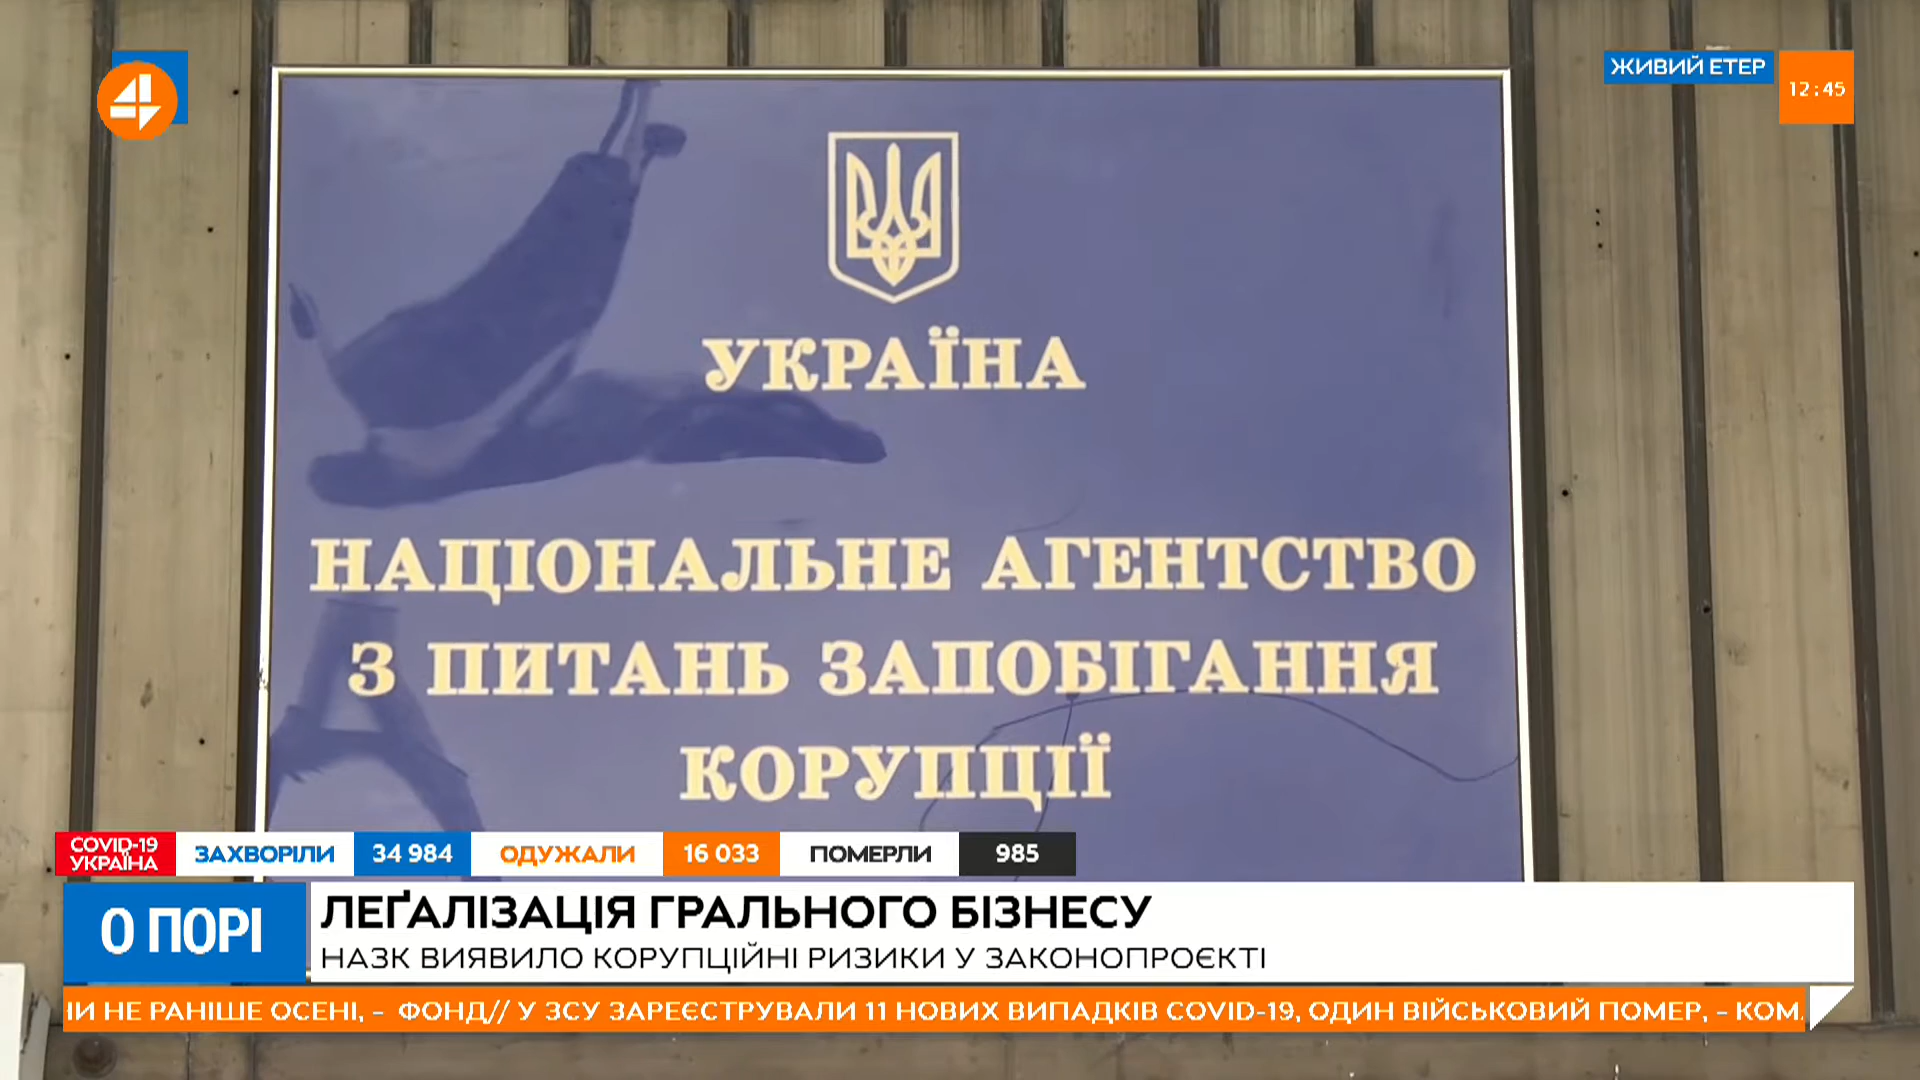 ЖИВИЙ ЕТЕР
12:45
УКРАЇНА
НАЦІОНАЛЬНЕ АГЕНТСТВО
З ПИТАНЬ ЗАПОБІГАННЯ
КОРУПЦІЇ
COVID-19
УКРАЇНА
ЗАХВОРІЛИ 34 984 ОДУЖАЛИ 16 033 ПОМЕРЛИ 985
О ПОРІ
ЛЕҐАЛІЗАЦІЯ ГРАЛЬНОГО БІЗНЕСУ
НАЗК ВИЯВИЛО КОРУПЦІЙНІ РИЗИКИ У ЗАКОНОПРОЄКТІ
НЕ РАНІШЕ ОСЕНІ, - ФОНД// У ЗСУ ЗАРЕЄСТРУВАЛИ 11 НОВИХ ВИПАДКІВ COVID-19, ОДИН ВІЙСЬКОВИЙ ПОМЕР, - КОМ